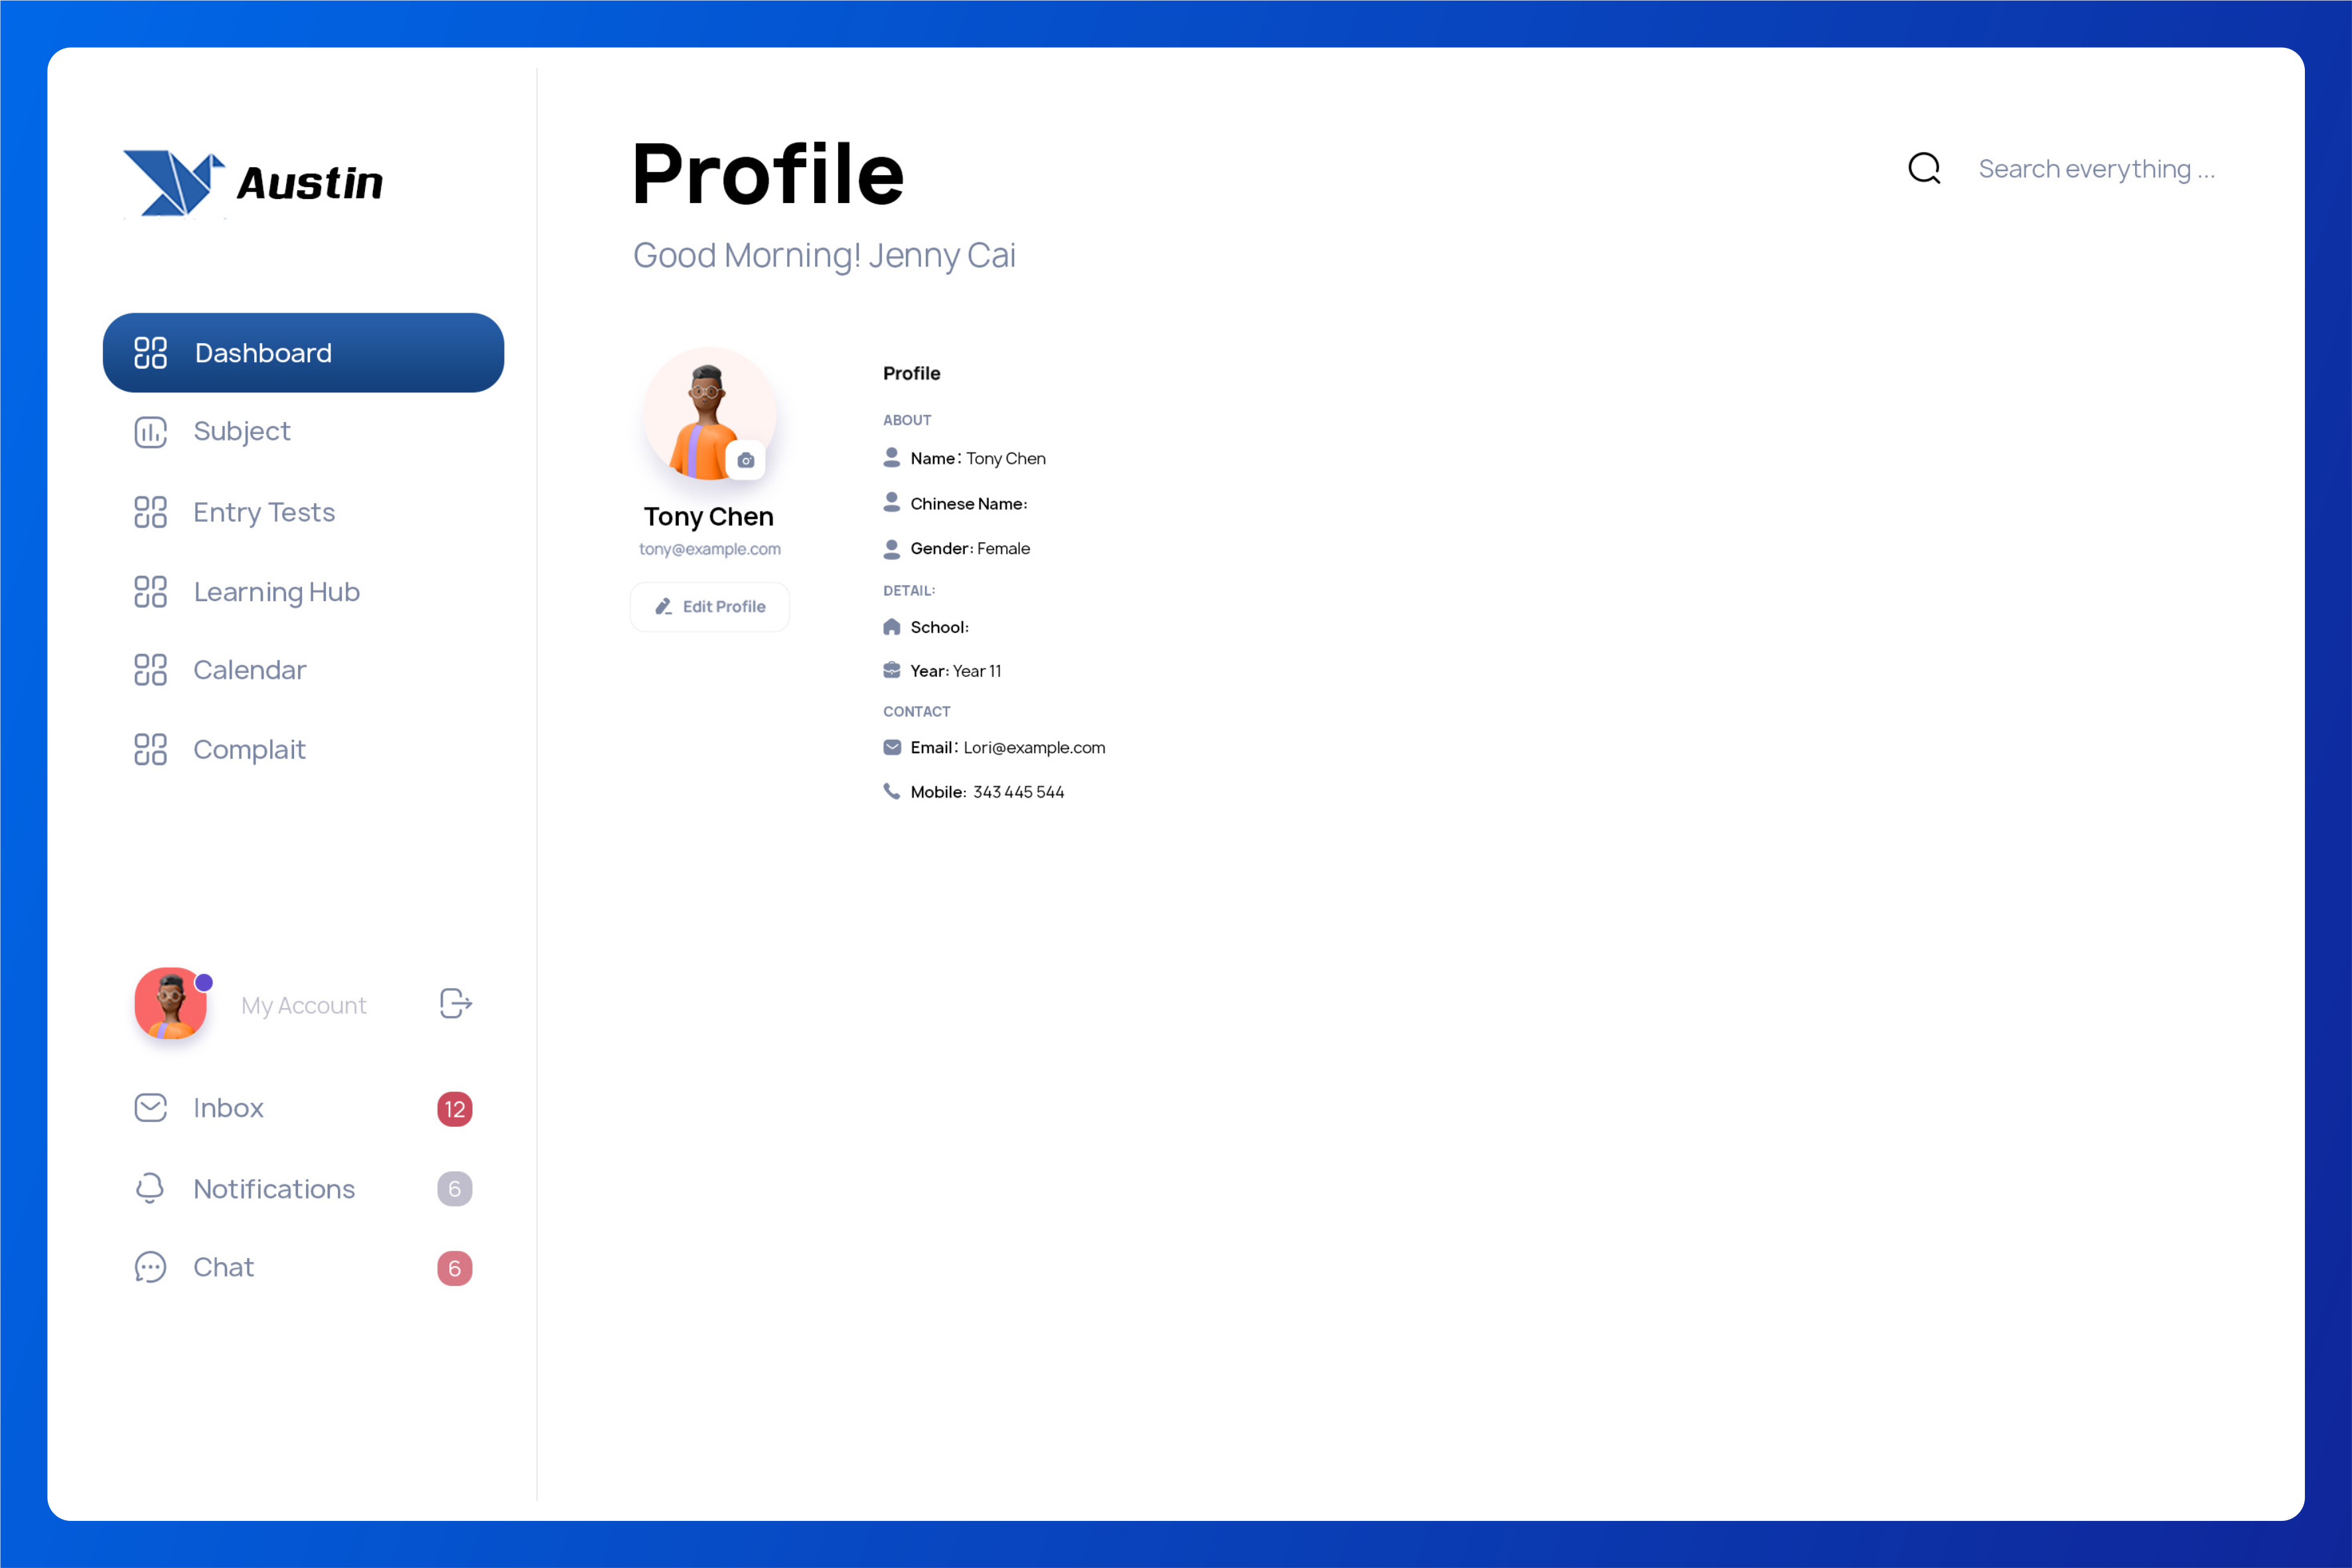 Austin
Dashboard
Subject
Entry Tests
Learning Hub
Calendar
Complait
My Account
Inbox 12
Notifications 6
Chat 6
Profile
Good Morning! Jenny Cai
Search everything ...
Tony Chen
tony@example.com
Edit Profile
Profile
ABOUT
Name: Tony Chen
Chinese Name:
Gender: Female
DETAIL:
School:
Year: Year 11
CONTACT
Email: Lori@example.com
Mobile: 343 445 544